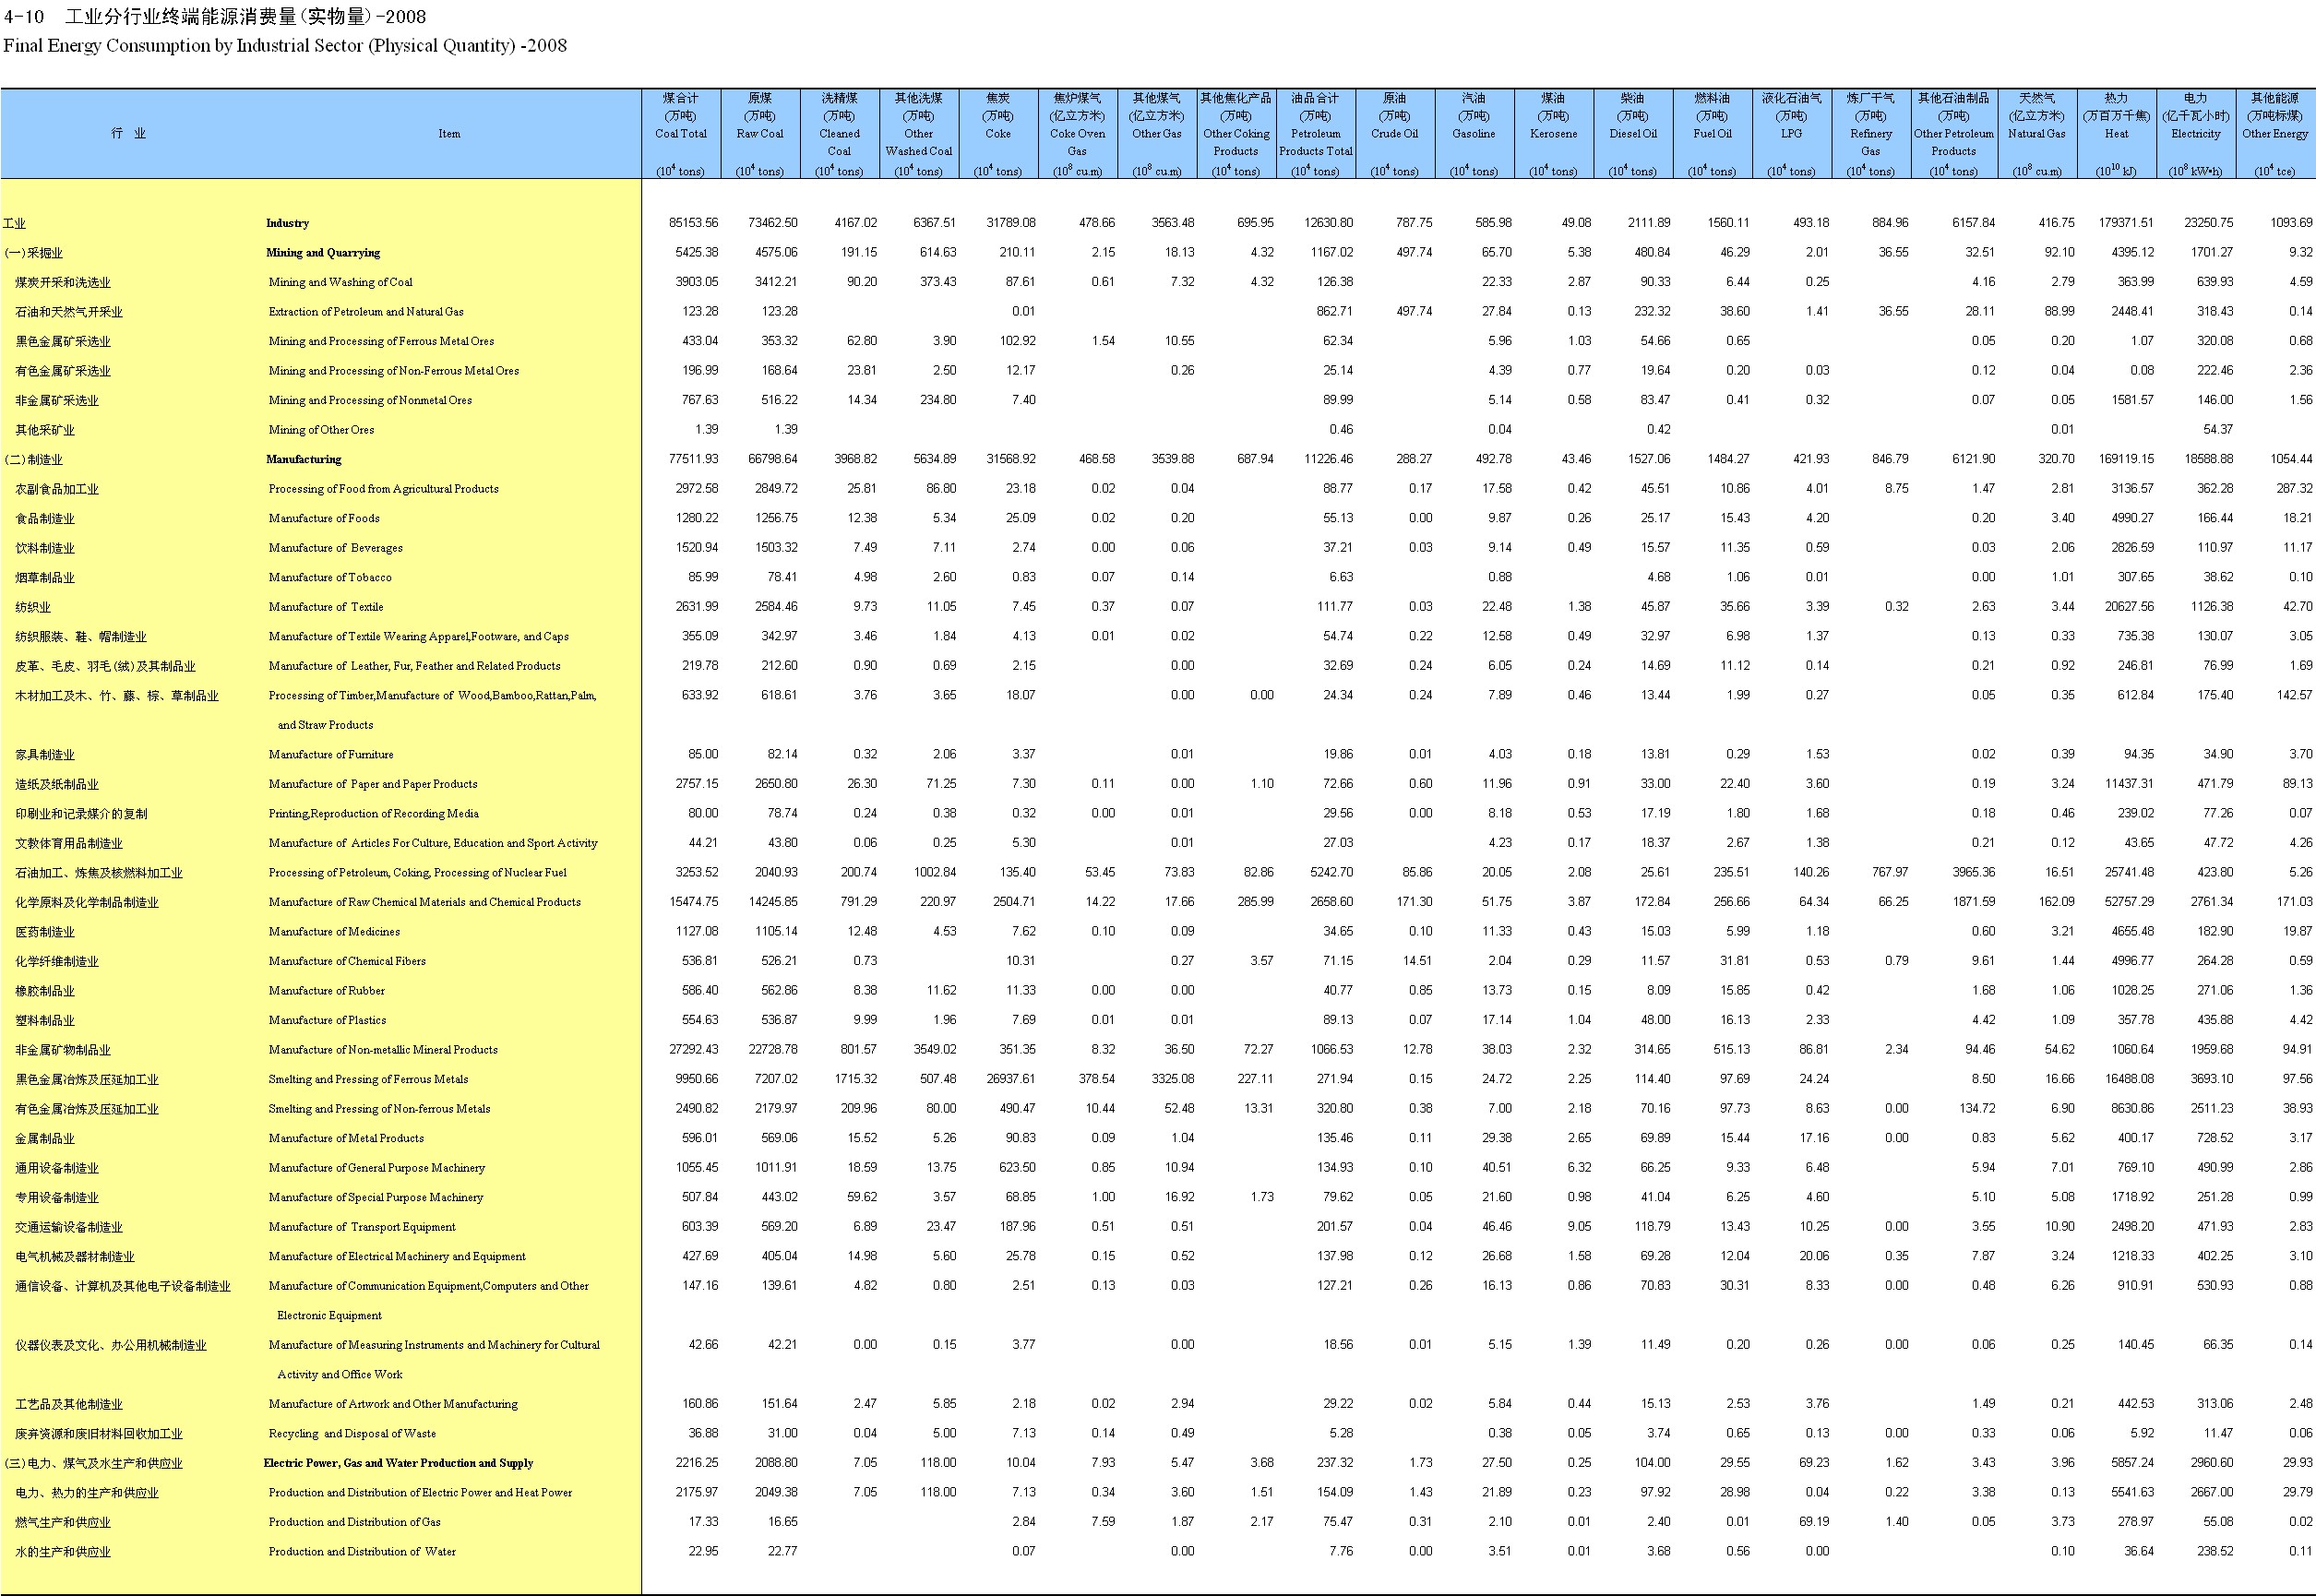 4-10 工业分行业终端能源消费量(实物量)-2008
Final Energy Consumption by Industrial Sector (Physical Quantity) -2008
行 业 Item 煤合计 (万吨) Coal Total (10⁴ tons) 原煤 (万吨) Raw Coal (10⁴ tons) 洗精煤 (万吨) Cleaned Coal (10⁴ tons) 其他洗煤 (万吨) Other Washed Coal (10⁴ tons) 焦炭 (万吨) Coke (10⁴ tons) 焦炉煤气 (亿立方米) Coke Oven Gas (10⁸ cu.m) 其他煤气 (亿立方米) Other Gas (10⁸ cu.m) 其他焦化产品 (万吨) Other Coking Products (10⁴ tons) 油品合计 (万吨) Petroleum Products Total (10⁴ tons) 原油 (万吨) Crude Oil (10⁴ tons) 汽油 (万吨) Gasoline (10⁴ tons) 煤油 (万吨) Kerosene (10⁴ tons) 柴油 (万吨) Diesel Oil (10⁴ tons) 燃料油 (万吨) Fuel Oil (10⁴ tons) 液化石油气 (万吨) LPG (10⁴ tons) 炼厂干气 (万吨) Refinery Gas (10⁴ tons) 其他石油制品 (万吨) Other Petroleum Products (10⁴ tons) 天然气 (亿立方米) Natural Gas (10⁸ cu.m) 热力 (万百万千焦) Heat (10¹⁰ kJ) 电力 (亿千瓦小时) Electricity (10⁸ kW•h) 其他能源 (万吨标煤) Other Energy (10⁴ tce)
工业 Industry 85153.56 73462.50 4167.02 6367.51 31789.08 478.66 3563.48 695.95 12630.80 787.75 585.98 49.08 2111.89 1560.11 493.18 884.96 6157.84 416.75 179371.51 23250.75 1093.69
(一)采掘业 Mining and Quarrying 5425.38 4575.06 191.15 614.63 210.11 2.15 18.13 4.32 1167.02 497.74 65.70 5.38 480.84 46.29 2.01 36.55 32.51 92.10 4395.12 1701.27 9.32
煤炭开采和洗选业 Mining and Washing of Coal 3903.05 3412.21 90.20 373.43 87.61 0.61 7.32 4.32 126.38 22.33 2.87 90.33 6.44 0.25 4.16 2.79 363.99 639.93 4.59
石油和天然气开采业 Extraction of Petroleum and Natural Gas 123.28 123.28 0.01 862.71 497.74 27.84 0.13 232.32 38.60 1.41 36.55 28.11 88.99 2448.41 318.43 0.14
黑色金属矿采选业 Mining and Processing of Ferrous Metal Ores 433.04 353.32 62.80 3.90 102.92 1.54 10.55 62.34 5.96 1.03 54.66 0.65 0.05 0.20 1.07 320.08 0.68
有色金属矿采选业 Mining and Processing of Non-Ferrous Metal Ores 196.99 168.64 23.81 2.50 12.17 0.26 25.14 4.39 0.77 19.64 0.20 0.03 0.12 0.04 0.08 222.46 2.36
非金属矿采选业 Mining and Processing of Nonmetal Ores 767.63 516.22 14.34 234.80 7.40 89.99 5.14 0.58 83.47 0.41 0.32 0.07 0.05 1581.57 146.00 1.56
其他采矿业 Mining of Other Ores 1.39 1.39 0.46 0.04 0.42 0.01 54.37
(二)制造业 Manufacturing 77511.93 66798.64 3968.82 5634.89 31568.92 468.58 3539.88 687.94 11226.46 288.27 492.78 43.46 1527.06 1484.27 421.93 846.79 6121.90 320.70 169119.15 18588.88 1054.44
农副食品加工业 Processing of Food from Agricultural Products 2972.58 2849.72 25.81 86.80 23.18 0.02 0.04 88.77 0.17 17.58 0.42 45.51 10.86 4.01 8.75 1.47 2.81 3136.57 362.28 287.32
食品制造业 Manufacture of Foods 1280.22 1256.75 12.38 5.34 25.09 0.02 0.20 55.13 0.00 9.87 0.26 25.17 15.43 4.20 0.20 3.40 4990.27 166.44 18.21
饮料制造业 Manufacture of Beverages 1520.94 1503.32 7.49 7.11 2.74 0.00 0.06 37.21 0.03 9.14 0.49 15.57 11.35 0.59 0.03 2.06 2826.59 110.97 11.17
烟草制品业 Manufacture of Tobacco 85.99 78.41 4.98 2.60 0.83 0.07 0.14 6.63 0.88 4.68 1.06 0.01 0.00 1.01 307.65 38.62 0.10
纺织业 Manufacture of Textile 2631.99 2584.46 9.73 11.05 7.45 0.37 0.07 111.77 0.03 22.48 1.38 45.87 35.66 3.39 0.32 2.63 3.44 20627.56 1126.38 42.70
纺织服装、鞋、帽制造业 Manufacture of Textile Wearing Apparel,Footware, and Caps 355.09 342.97 3.46 1.84 4.13 0.01 0.02 54.74 0.22 12.58 0.49 32.97 6.98 1.37 0.13 0.33 735.38 130.07 3.05
皮革、毛皮、羽毛(绒)及其制品业 Manufacture of Leather, Fur, Feather and Related Products 219.78 212.60 0.90 0.69 2.15 0.00 32.69 0.24 6.05 0.24 14.69 11.12 0.14 0.21 0.92 246.81 76.99 1.69
木材加工及木、竹、藤、棕、草制品业 Processing of Timber,Manufacture of Wood,Bamboo,Rattan,Palm, 633.92 618.61 3.76 3.65 18.07 0.00 0.00 24.34 0.24 7.89 0.46 13.44 1.99 0.27 0.05 0.35 612.84 175.40 142.57
and Straw Products
家具制造业 Manufacture of Furniture 85.00 82.14 0.32 2.06 3.37 0.01 19.86 0.01 4.03 0.18 13.81 0.29 1.53 0.02 0.39 94.35 34.90 3.70
造纸及纸制品业 Manufacture of Paper and Paper Products 2757.15 2650.80 26.30 71.25 7.30 0.11 0.00 1.10 72.66 0.60 11.96 0.91 33.00 22.40 3.60 0.19 3.24 11437.31 471.79 89.13
印刷业和记录媒介的复制 Printing,Reproduction of Recording Media 80.00 78.74 0.24 0.38 0.32 0.00 0.01 29.56 0.00 8.18 0.53 17.19 1.80 1.68 0.18 0.46 239.02 77.26 0.07
文教体育用品制造业 Manufacture of Articles For Culture, Education and Sport Activity 44.21 43.80 0.06 0.25 5.30 0.01 27.03 4.23 0.17 18.37 2.67 1.38 0.21 0.12 43.65 47.72 4.26
石油加工、炼焦及核燃料加工业 Processing of Petroleum, Coking, Processing of Nuclear Fuel 3253.52 2040.93 200.74 1002.84 135.40 53.45 73.83 82.86 5242.70 85.86 20.05 2.08 25.61 235.51 140.26 767.97 3965.36 16.51 25741.48 423.80 5.26
化学原料及化学制品制造业 Manufacture of Raw Chemical Materials and Chemical Products 15474.75 14245.85 791.29 220.97 2504.71 14.22 17.66 285.99 2658.60 171.30 51.75 3.87 172.84 256.66 64.34 66.25 1871.59 162.09 52757.29 2761.34 171.03
医药制造业 Manufacture of Medicines 1127.08 1105.14 12.48 4.53 7.62 0.10 0.09 34.65 0.10 11.33 0.43 15.03 5.99 1.18 0.60 3.21 4655.48 182.90 19.87
化学纤维制造业 Manufacture of Chemical Fibers 536.81 526.21 0.73 10.31 0.27 3.57 71.15 14.51 2.04 0.29 11.57 31.81 0.53 0.79 9.61 1.44 4996.77 264.28 0.59
橡胶制品业 Manufacture of Rubber 586.40 562.86 8.38 11.62 11.33 0.00 0.00 40.77 0.85 13.73 0.15 8.09 15.85 0.42 1.68 1.06 1028.25 271.06 1.36
塑料制品业 Manufacture of Plastics 554.63 536.87 9.99 1.96 7.69 0.01 0.01 89.13 0.07 17.14 1.04 48.00 16.13 2.33 4.42 1.09 357.78 435.88 4.42
非金属矿物制品业 Manufacture of Non-metallic Mineral Products 27292.43 22728.78 801.57 3549.02 351.35 8.32 36.50 72.27 1066.53 12.78 38.03 2.32 314.65 515.13 86.81 2.34 94.46 54.62 1060.64 1959.68 94.91
黑色金属冶炼及压延加工业 Smelting and Pressing of Ferrous Metals 9950.66 7207.02 1715.32 507.48 26937.61 378.54 3325.08 227.11 271.94 0.15 24.72 2.25 114.40 97.69 24.24 8.50 16.66 16488.08 3693.10 97.56
有色金属冶炼及压延加工业 Smelting and Pressing of Non-ferrous Metals 2490.82 2179.97 209.96 80.00 490.47 10.44 52.48 13.31 320.80 0.38 7.00 2.18 70.16 97.73 8.63 0.00 134.72 6.90 8630.86 2511.23 38.93
金属制品业 Manufacture of Metal Products 596.01 569.06 15.52 5.26 90.83 0.09 1.04 135.46 0.11 29.38 2.65 69.89 15.44 17.16 0.00 0.83 5.62 400.17 728.52 3.17
通用设备制造业 Manufacture of General Purpose Machinery 1055.45 1011.91 18.59 13.75 623.50 0.85 10.94 134.93 0.10 40.51 6.32 66.25 9.33 6.48 5.94 7.01 769.10 490.99 2.86
专用设备制造业 Manufacture of Special Purpose Machinery 507.84 443.02 59.62 3.57 68.85 1.00 16.92 1.73 79.62 0.05 21.60 0.98 41.04 6.25 4.60 5.10 5.08 1718.92 251.28 0.99
交通运输设备制造业 Manufacture of Transport Equipment 603.39 569.20 6.89 23.47 187.96 0.51 0.51 201.57 0.04 46.46 9.05 118.79 13.43 10.25 0.00 3.55 10.90 2498.20 471.93 2.83
电气机械及器材制造业 Manufacture of Electrical Machinery and Equipment 427.69 405.04 14.98 5.60 25.78 0.15 0.52 137.98 0.12 26.68 1.58 69.28 12.04 20.06 0.35 7.87 3.24 1218.33 402.25 3.10
通信设备、计算机及其他电子设备制造业 Manufacture of Communication Equipment,Computers and Other 147.16 139.61 4.82 0.80 2.51 0.13 0.03 127.21 0.26 16.13 0.86 70.83 30.31 8.33 0.00 0.48 6.26 910.91 530.93 0.88
Electronic Equipment
仪器仪表及文化、办公用机械制造业 Manufacture of Measuring Instruments and Machinery for Cultural 42.66 42.21 0.00 0.15 3.77 0.00 18.56 0.01 5.15 1.39 11.49 0.20 0.26 0.00 0.06 0.25 140.45 66.35 0.14
Activity and Office Work
工艺品及其他制造业 Manufacture of Artwork and Other Manufacturing 160.86 151.64 2.47 5.85 2.18 0.02 2.94 29.22 0.02 5.84 0.44 15.13 2.53 3.76 1.49 0.21 442.53 313.06 2.48
废弃资源和废旧材料回收加工业 Recycling and Disposal of Waste 36.88 31.00 0.04 5.00 7.13 0.14 0.49 5.28 0.38 0.05 3.74 0.65 0.13 0.00 0.33 0.06 5.92 11.47 0.06
(三)电力、煤气及水生产和供应业 Electric Power, Gas and Water Production and Supply 2216.25 2088.80 7.05 118.00 10.04 7.93 5.47 3.68 237.32 1.73 27.50 0.25 104.00 29.55 69.23 1.62 3.43 3.96 5857.24 2960.60 29.93
电力、热力的生产和供应业 Production and Distribution of Electric Power and Heat Power 2175.97 2049.38 7.05 118.00 7.13 0.34 3.60 1.51 154.09 1.43 21.89 0.23 97.92 28.98 0.04 0.22 3.38 0.13 5541.63 2667.00 29.79
燃气生产和供应业 Production and Distribution of Gas 17.33 16.65 2.84 7.59 1.87 2.17 75.47 0.31 2.10 0.01 2.40 0.01 69.19 1.40 0.05 3.73 278.97 55.08 0.02
水的生产和供应业 Production and Distribution of Water 22.95 22.77 0.07 0.00 7.76 0.00 3.51 0.01 3.68 0.56 0.00 0.10 36.64 238.52 0.11